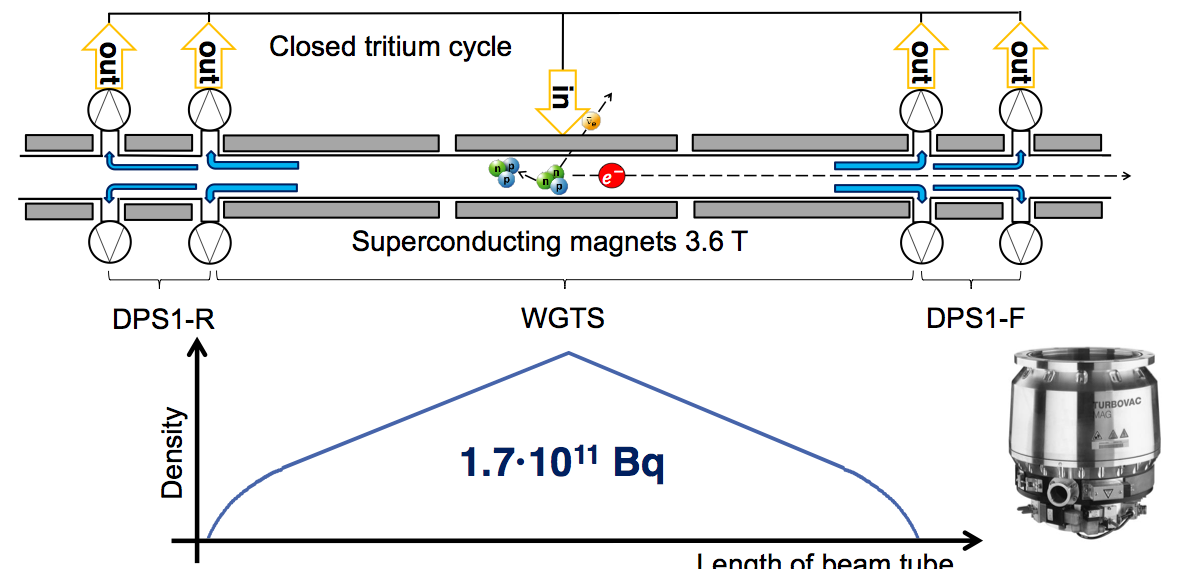 out
out
Closed tritium cycle
in
out
out
ν̄e
n
p
p
n
n
p
e⁻
Superconducting magnets 3.6 T
DPS1-R
WGTS
DPS1-F
Density
1.7·10¹¹ Bq
TURBOVAC
MAG
Length of beam tube